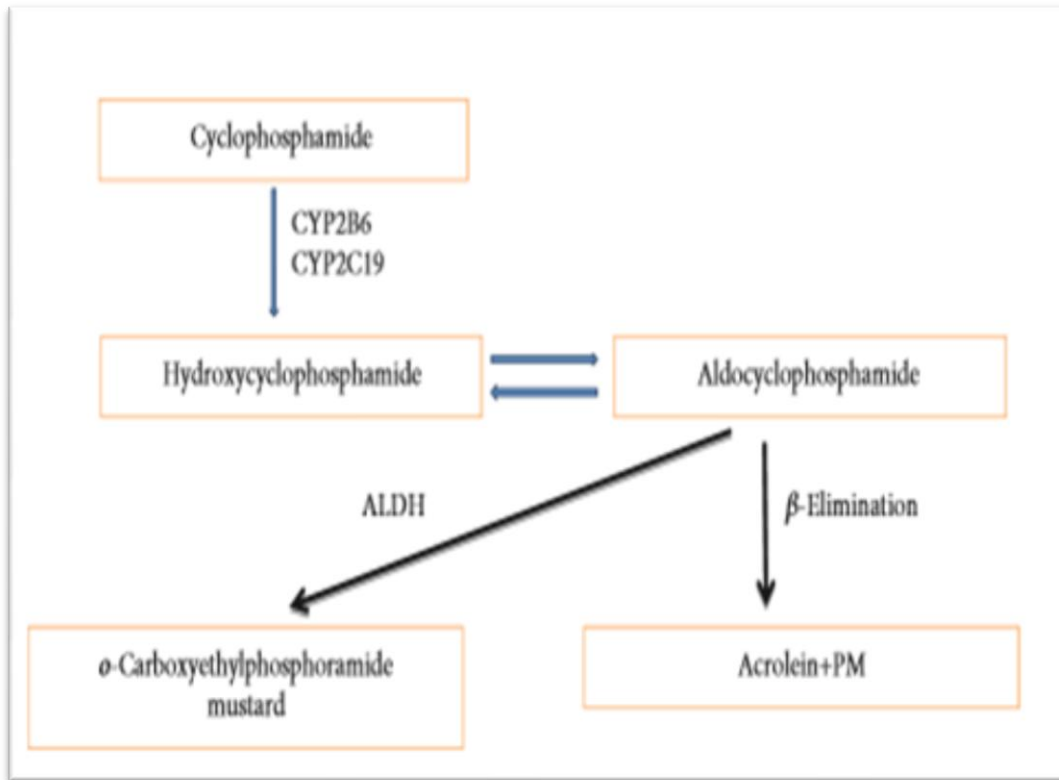 Cyclophosphamide
CYP2B6
CYP2C19
Hydroxycyclophosphamide
Aldocyclophosphamide
ALDH
β-Elimination
o-Carboxyethylphosphoramide
mustard
Acrolein+PM